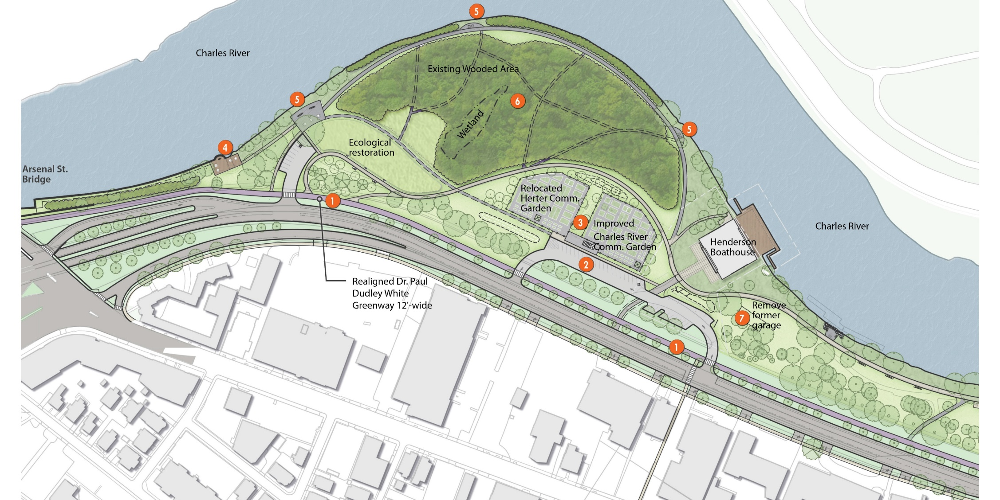 5
Charles River
Existing Wooded Area
5
6
Wetland
5
4
Ecological
restoration
Arsenal St.
Bridge
1
Relocated
Herter Comm.
Garden
3
Improved
Charles River
Comm. Garden
Charles River
Henderson
Boathouse
2
Realigned Dr. Paul
Dudley White
Greenway 12'-wide
7
Remove
former
garage
1